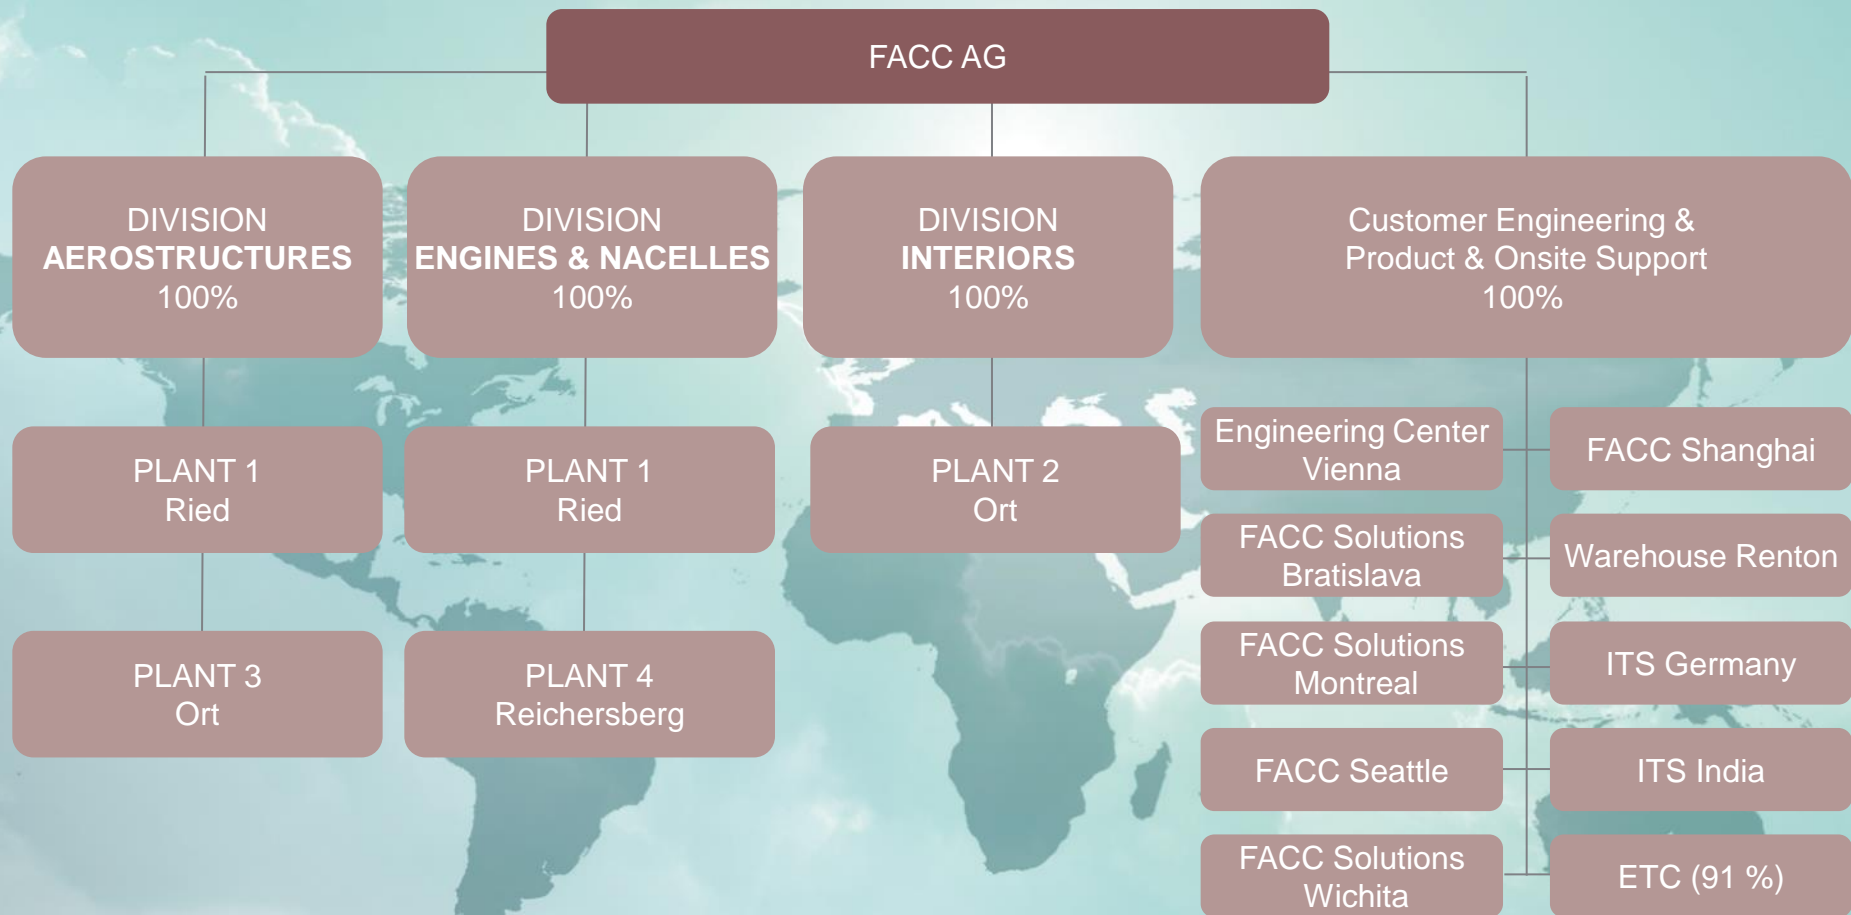 FACC AG
DIVISION
AEROSTRUCTURES
100%
DIVISION
ENGINES & NACELLES
100%
DIVISION
INTERIORS
100%
Customer Engineering &
Product & Onsite Support
100%
PLANT 1
Ried
PLANT 3
Ort
PLANT 1
Ried
PLANT 4
Reichersberg
PLANT 2
Ort
Engineering Center
Vienna
FACC Shanghai
FACC Solutions
Bratislava
Warehouse Renton
FACC Solutions
Montreal
ITS Germany
FACC Seattle
ITS India
FACC Solutions
Wichita
ETC (91 %)